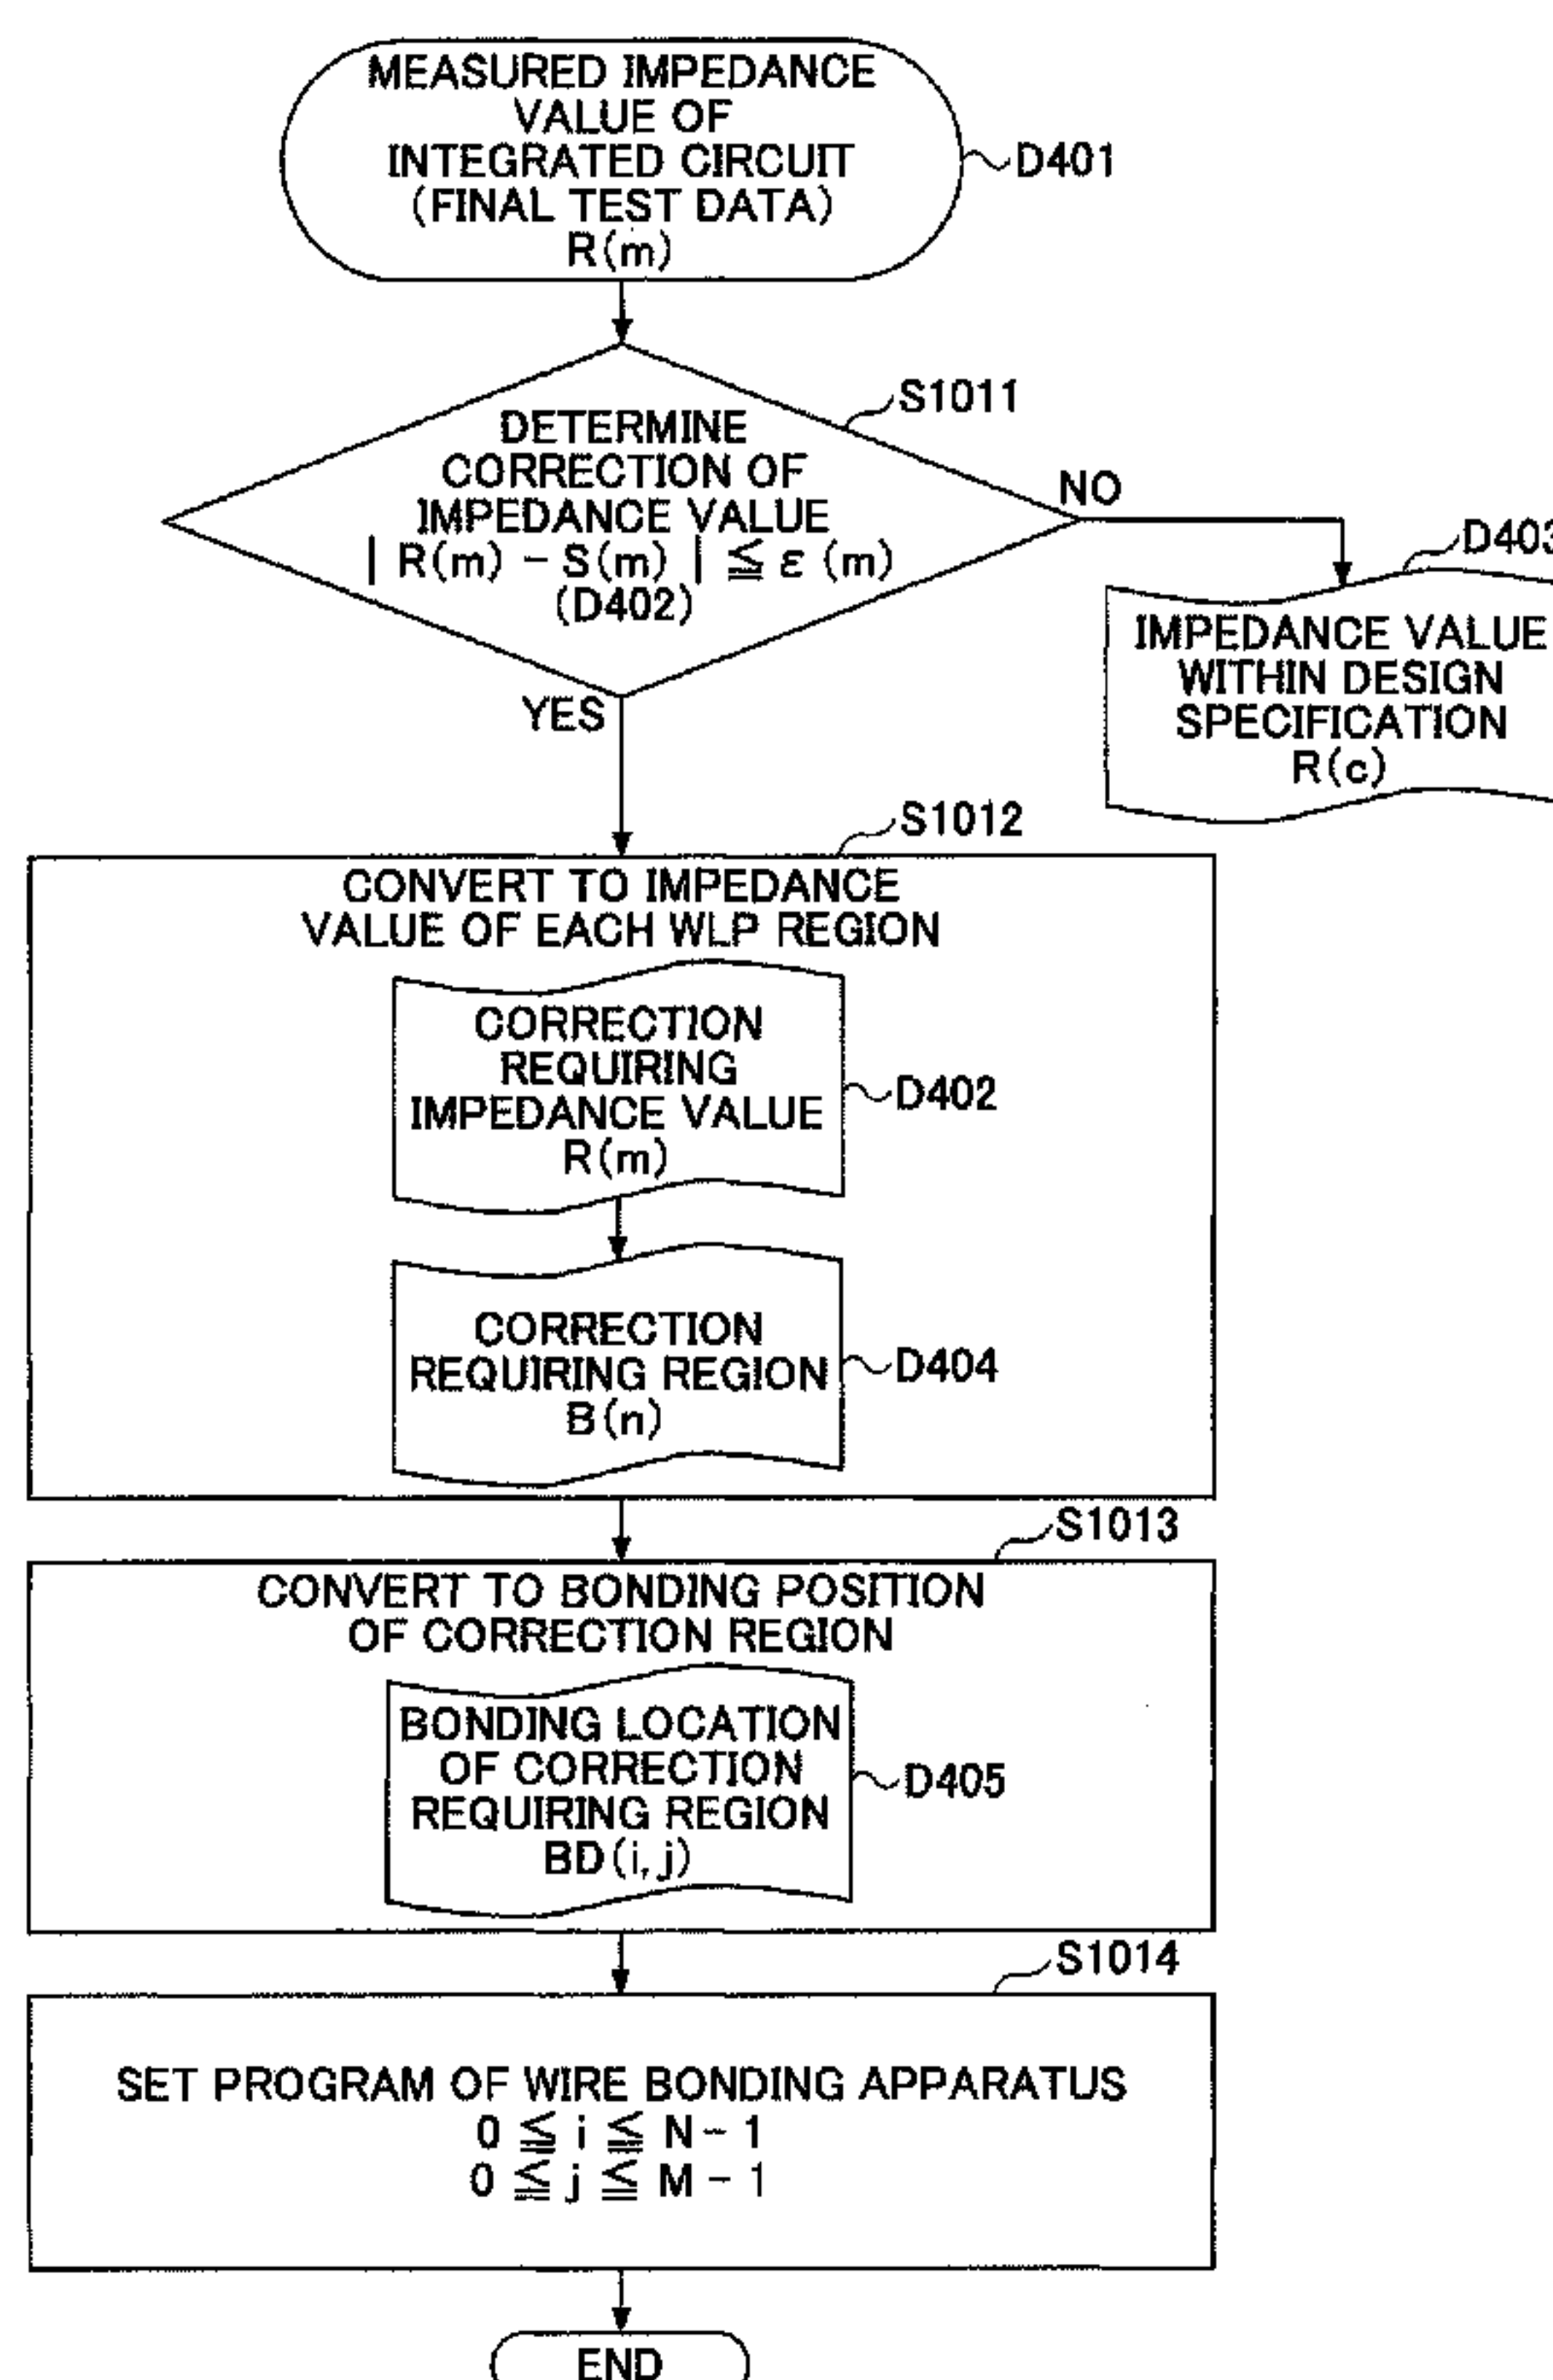 MEASURED IMPEDANCE
VALUE OF
INTEGRATED CIRCUIT
(FINAL TEST DATA)
R(m)
D401
S1011
DETERMINE
CORRECTION OF
IMPEDANCE VALUE
| R(m) - S(m) | ≦ ε (m)
(D402)
NO
YES
D403
IMPEDANCE VALUE
WITHIN DESIGN
SPECIFICATION
R(c)
S1012
CONVERT TO IMPEDANCE
VALUE OF EACH WLP REGION
CORRECTION
REQUIRING
IMPEDANCE VALUE
R(m)
D402
CORRECTION
REQUIRING REGION
B(n)
D404
S1013
CONVERT TO BONDING POSITION
OF CORRECTION REGION
BONDING LOCATION
OF CORRECTION
REQUIRING REGION
BD(i,j)
D405
S1014
SET PROGRAM OF WIRE BONDING APPARATUS
0 ≦ i ≦ N - 1
0 ≦ j ≦ M - 1
END